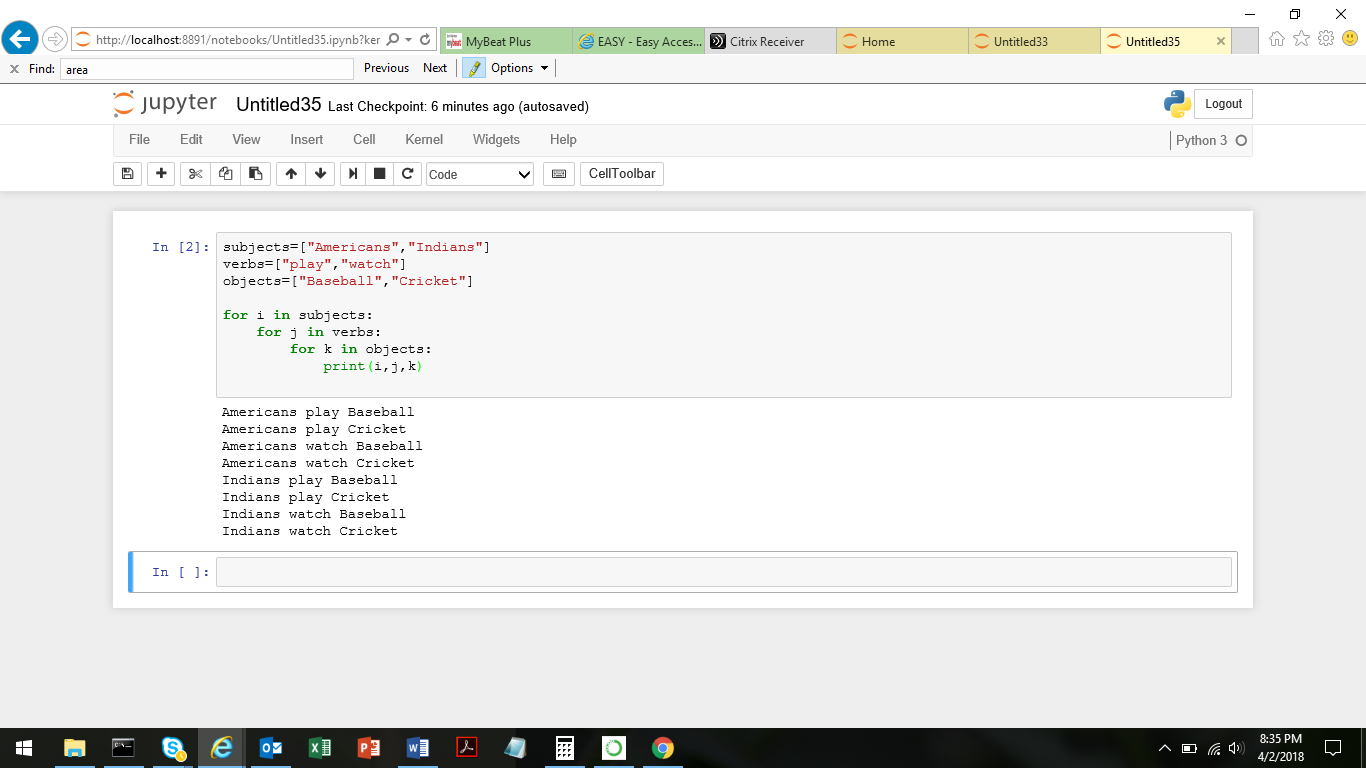 http://localhost:8891/notebooks/Untitled35.ipynb?ker
MyBeat Plus
EASY - Easy Acces...
Citrix Receiver
Home
Untitled33
Untitled35
x Find: area Previous Next Options
jupyter Untitled35 Last Checkpoint: 6 minutes ago (autosaved)
Logout
File Edit View Insert Cell Kernel Widgets Help
Python 3
Code
CellToolbar
In [2]:
subjects=["Americans","Indians"]
verbs=["play","watch"]
objects=["Baseball","Cricket"]
for i in subjects:
    for j in verbs:
        for k in objects:
            print(i,j,k)
Americans play Baseball
Americans play Cricket
Americans watch Baseball
Americans watch Cricket
Indians play Baseball
Indians play Cricket
Indians watch Baseball
Indians watch Cricket
In [ ]:
8:35 PM
4/2/2018